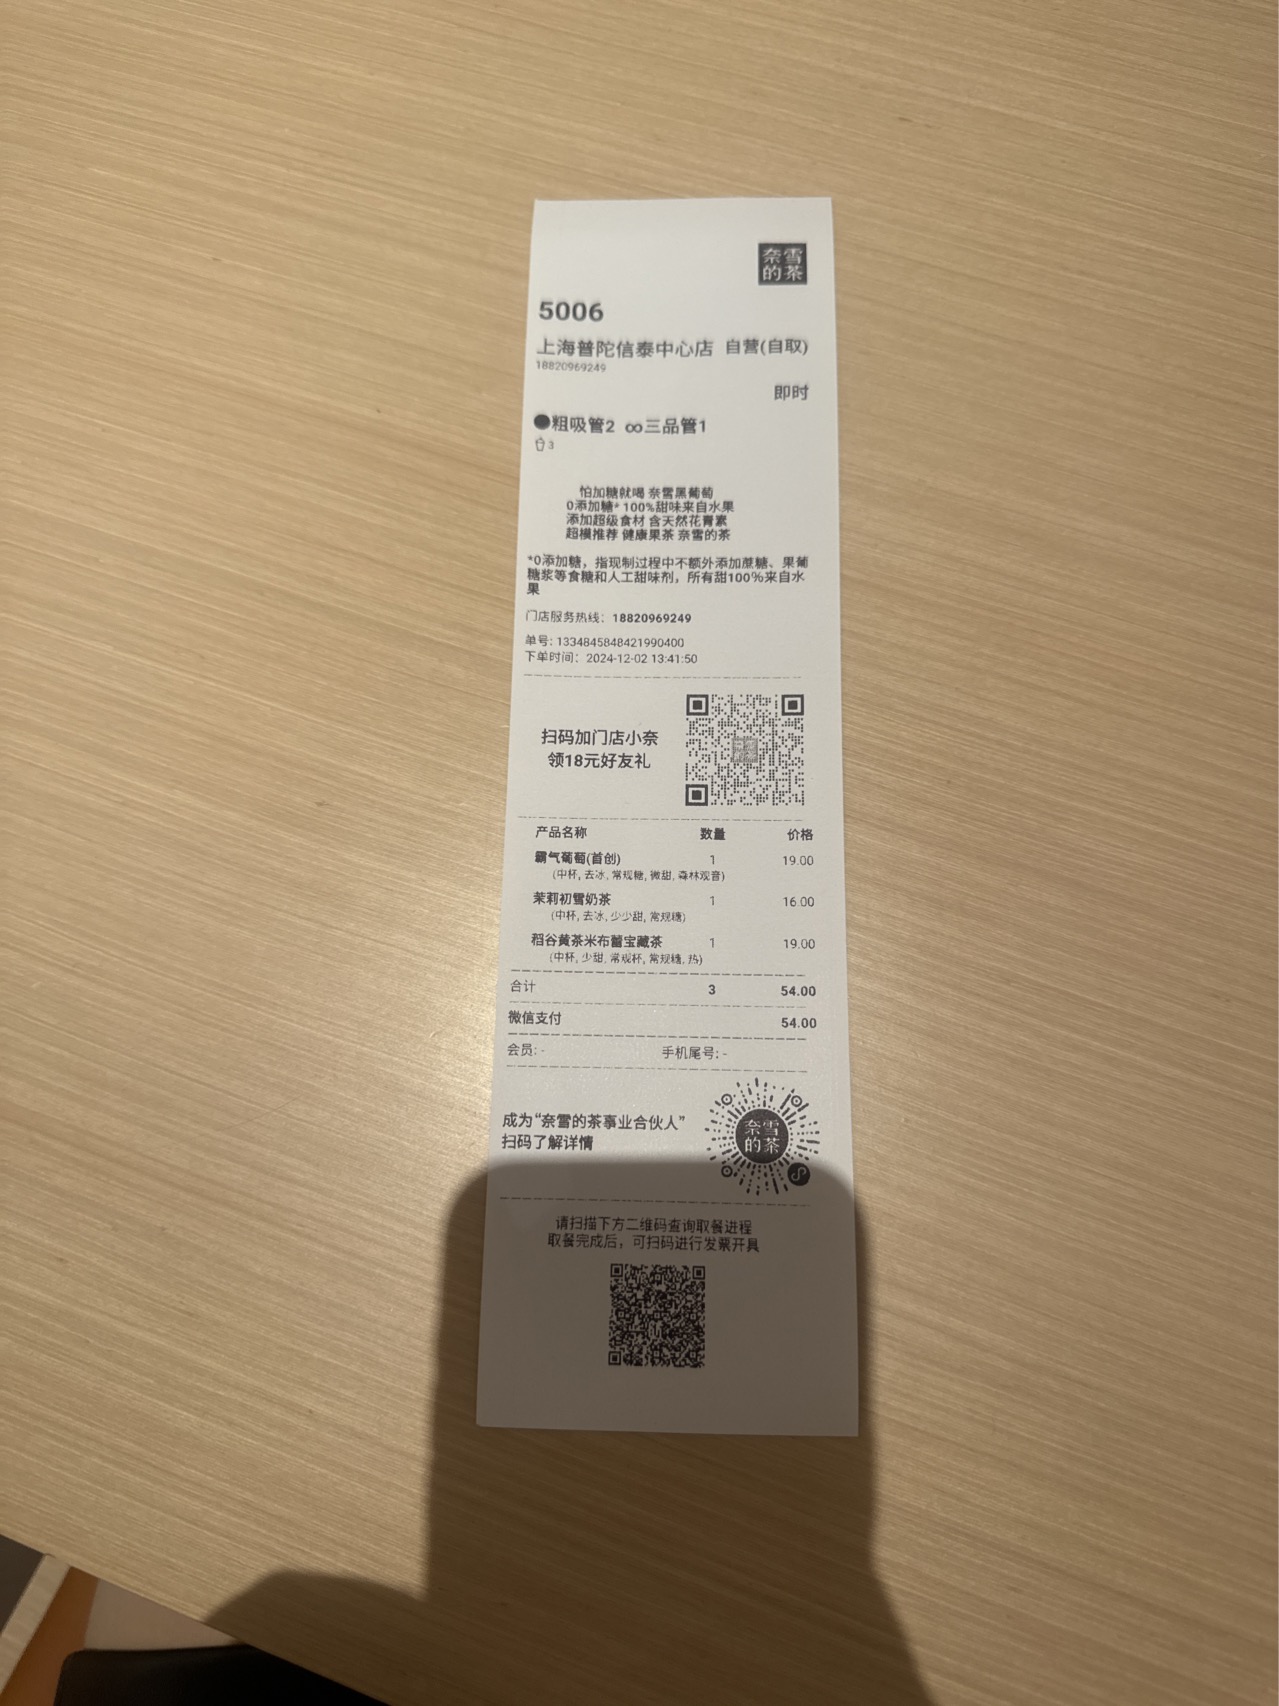 奈雪
的茶
5006
上海普陀信泰中心店 自营(自取)
18820969249
即时
●粗吸管2 ∞三品管1
3
怕加糖就喝 奈雪黑葡萄
0添加糖* 100%甜味来自水果
添加超级食材 含天然花青素
超模推荐 健康果茶 奈雪的茶
*0添加糖，指现制过程中不额外添加蔗糖、果葡
糖浆等食糖和人工甜味剂，所有甜100%来自水
果
门店服务热线：18820969249
单号: 1334845848421990400
下单时间：2024-12-02 13:41:50
扫码加门店小奈
领18元好友礼
产品名称 数量 价格
霸气葡萄(首创) 1 19.00
(中杯, 去冰, 常规糖, 微甜, 森林观音)
茉莉初雪奶茶 1 16.00
(中杯, 去冰, 少少甜, 常规糖)
稻谷黄茶米布蕾宝藏茶 1 19.00
(中杯, 少甜, 常规杯, 常规糖, 热)
合计 3 54.00
微信支付 54.00
会员: - 手机尾号: -
成为“奈雪的茶事业合伙人”
扫码了解详情
奈雪
的茶
请扫描下方二维码查询取餐进程
取餐完成后，可扫码进行发票开具